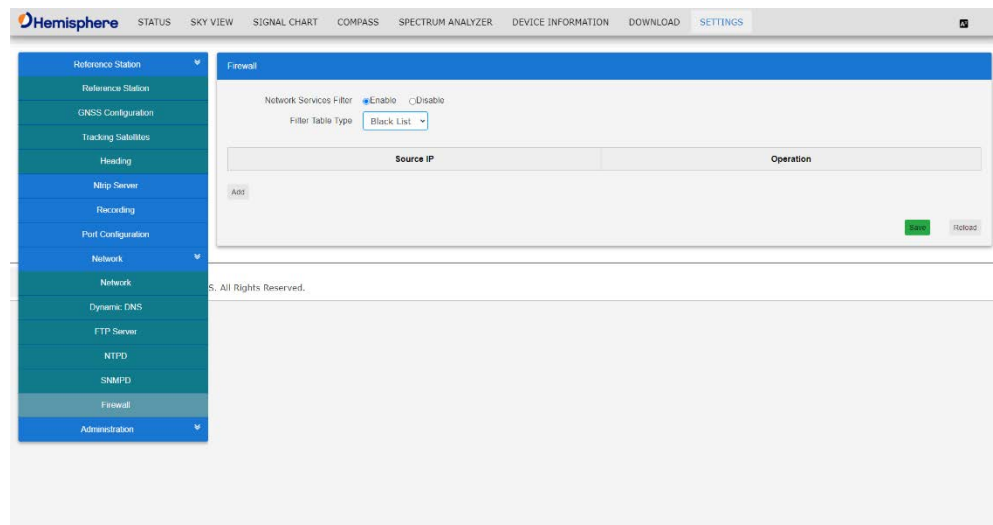 Hemisphere STATUS SKY VIEW SIGNAL CHART COMPASS SPECTRUM ANALYZER DEVICE INFORMATION DOWNLOAD SETTINGS
Reference Station
Reference Station
GNSS Configuration
Tracking Satellites
Heading
Ntrip Server
Recording
Port Configuration
Network
Network
Dynamic DNS
FTP Server
NTPD
SNMPD
Firewall
Administration
Firewall
Network Services Filter Enable Disable
Filter Table Type Black List
Source IP Operation
Add
Save Reload
S. All Rights Reserved.